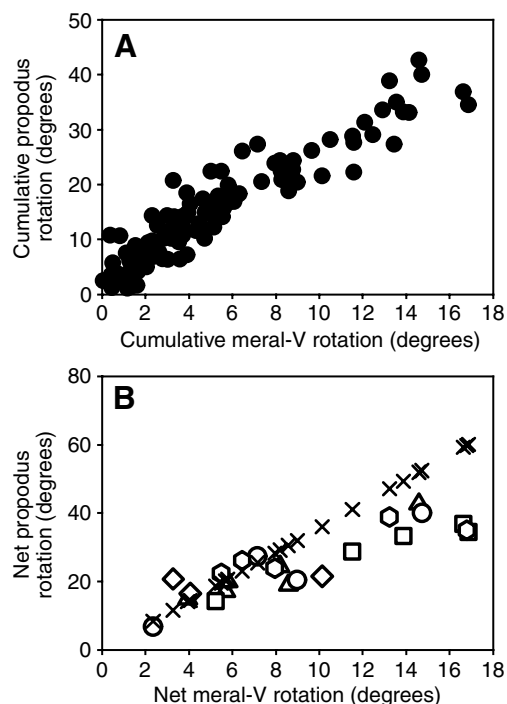 A
50
40
30
20
10
0
Cumulative propodus
rotation (degrees)
0 2 4 6 8 10 12 14 16 18
Cumulative meral-V rotation (degrees)
B
80
60
40
20
0
Net propodus
rotation (degrees)
0 2 4 6 8 10 12 14 16 18
Net meral-V rotation (degrees)